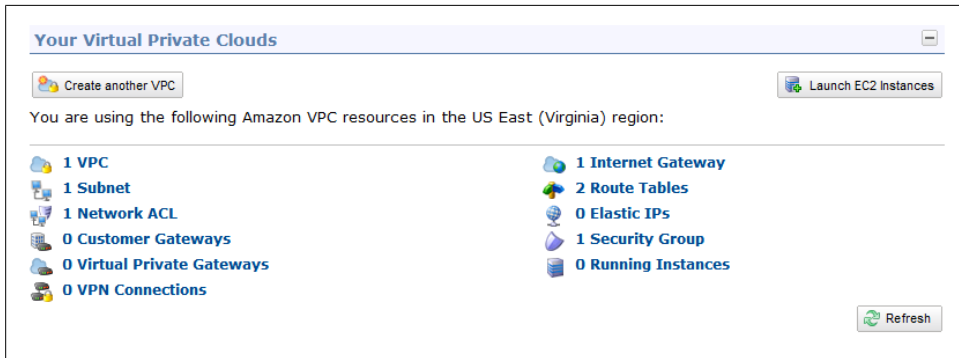 Your Virtual Private Clouds
Create another VPC
Launch EC2 Instances
You are using the following Amazon VPC resources in the US East (Virginia) region:
1 VPC
1 Subnet
1 Network ACL
0 Customer Gateways
0 Virtual Private Gateways
0 VPN Connections
1 Internet Gateway
2 Route Tables
0 Elastic IPs
1 Security Group
0 Running Instances
Refresh